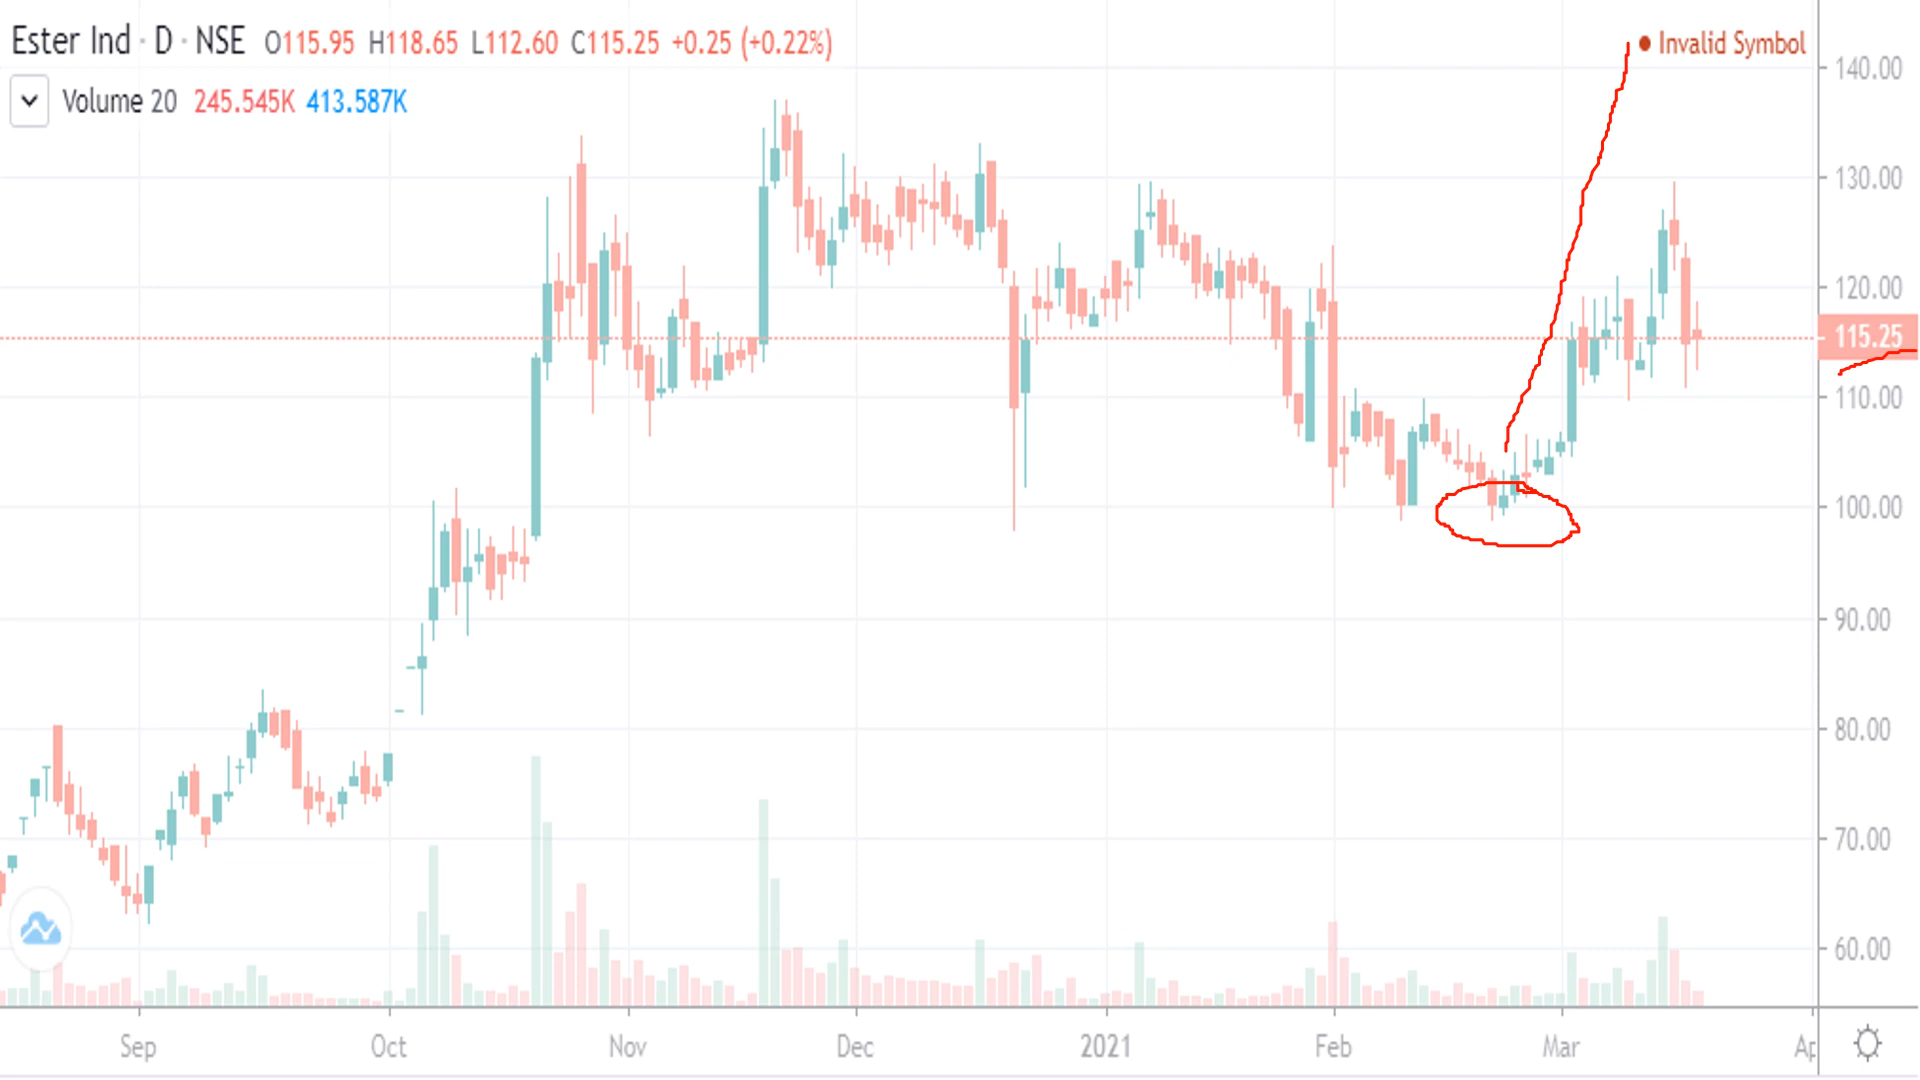 Ester Ind · D · NSE O115.95 H118.65 L112.60 C115.25 +0.25 (+0.22%)
Invalid Symbol
Volume 20 245.545K 413.587K
140.00
130.00
120.00
115.25
110.00
100.00
90.00
80.00
70.00
60.00
Sep Oct Nov Dec 2021 Feb Mar Ap